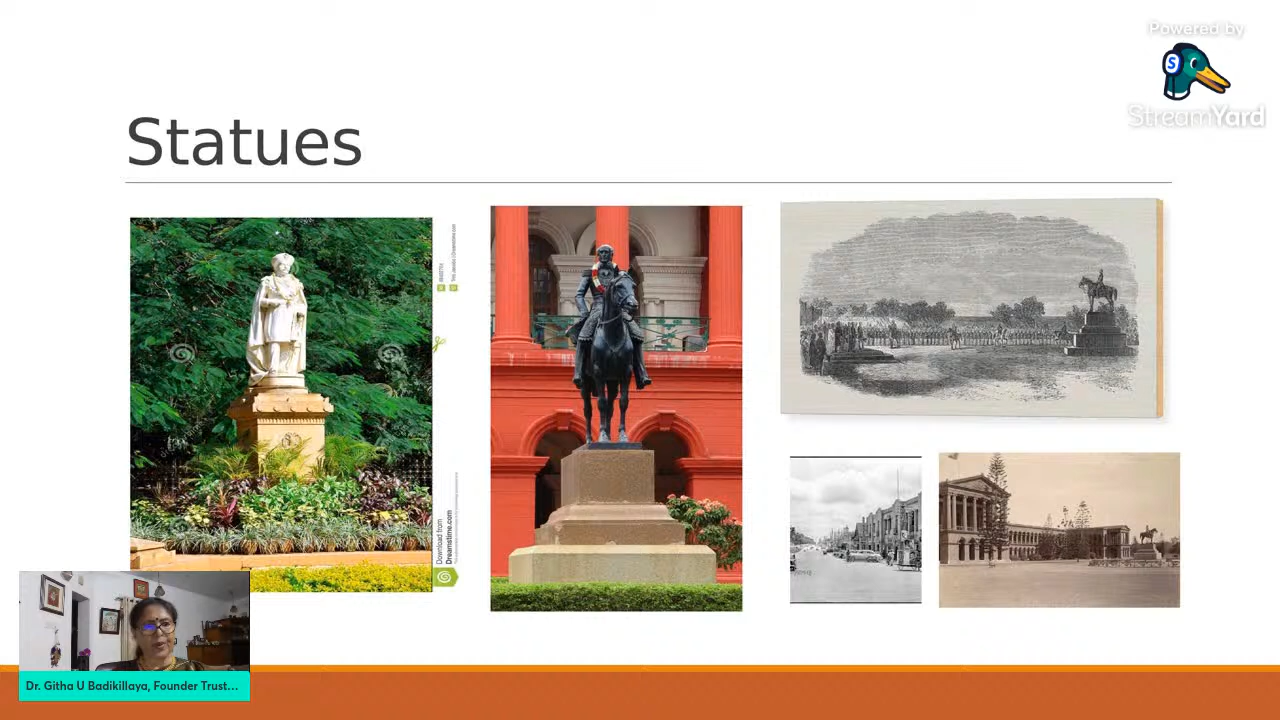 Powered by
StreamYard
Statues
Download from
Dreamstime.com
Dr. Githa U Badikillaya, Founder Trust...